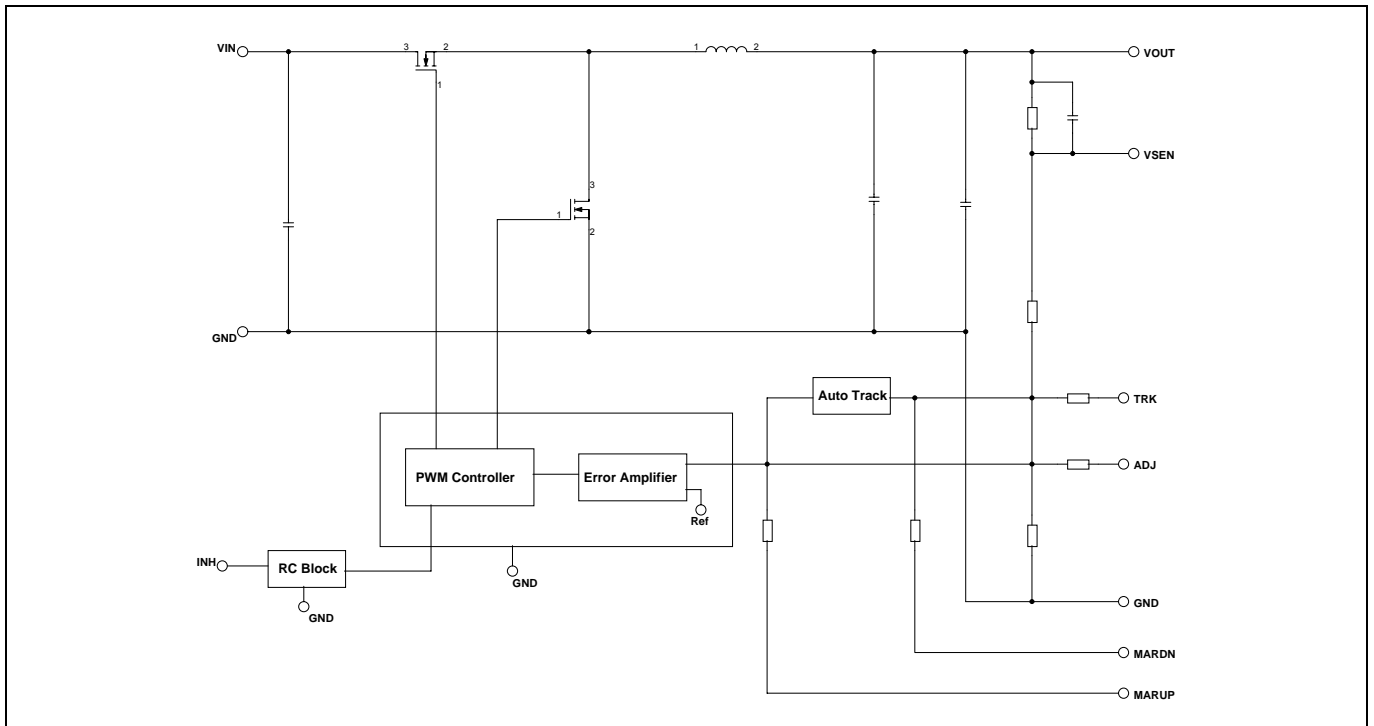 VIN
3
2
1
1
2
VOUT
VSEN
3
1
2
GND
Auto Track
TRK
PWM Controller
Error Amplifier
ADJ
Ref
INH
RC Block
GND
GND
GND
MARDN
MARUP